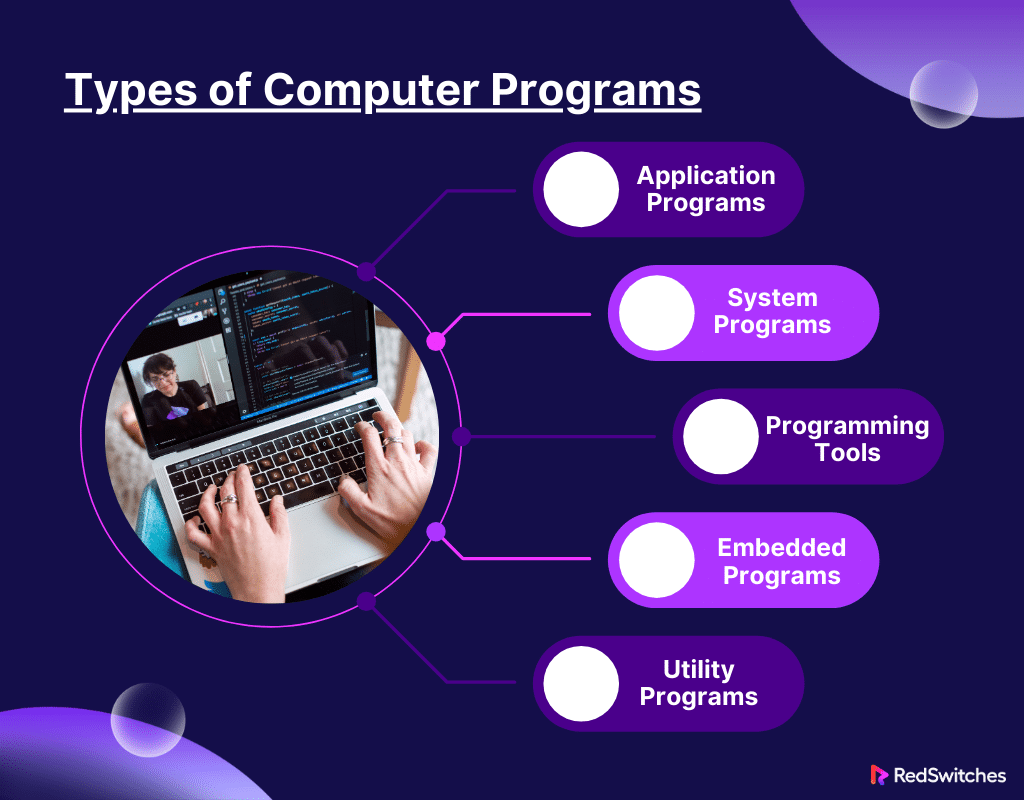 Types of Computer Programs
Application
Programs
System
Programs
Programming
Tools
Embedded
Programs
Utility
Programs
RedSwitches